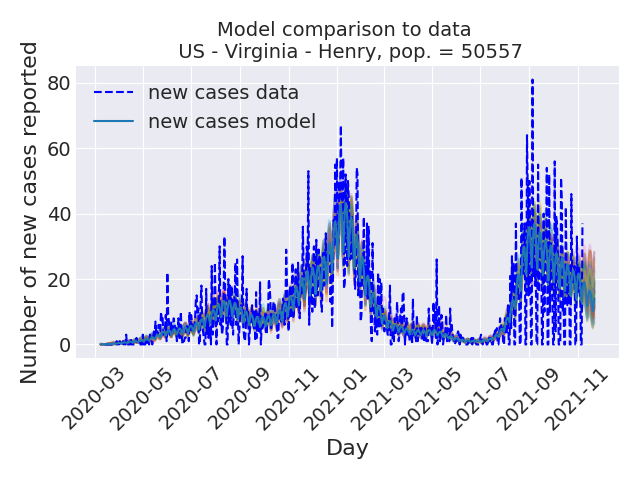 Model comparison to data
US - Virginia - Henry, pop. = 50557
Number of new cases reported
80
60
40
20
0
new cases data
new cases model
2020-03
2020-05
2020-07
2020-09
2020-11
2021-01
2021-03
2021-05
2021-07
2021-09
2021-11
Day